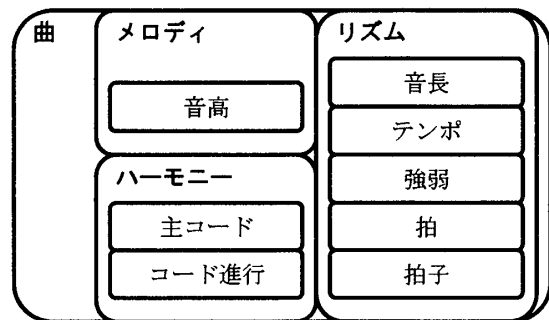 曲
メロディ
音高
ハーモニー
主コード
コード進行
リズム
音長
テンポ
強弱
拍
拍子